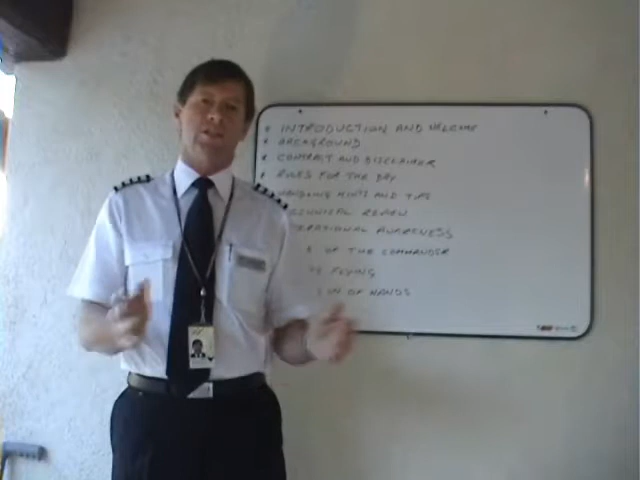 INTRODUCTION AND WELCOME
BACKGROUND
CONTRACT AND DISCLAIMER
RULES FOR THE DAY
HINTS AND TIPS
REVIEW
AWARENESS
OF THE COMMANDER
FLYING
OF HANDS